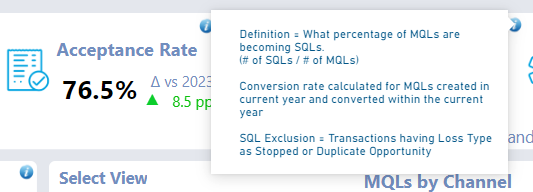 Acceptance Rate
76.5%
Δ vs 2023
▲ 8.5 pp
Definition = What percentage of MQLs are
becoming SQLs.
(# of SQLs / # of MQLs)
Conversion rate calculated for MQLs created in
current year and converted within the current
year
SQL Exclusion = Transactions having Loss Type
as Stopped or Duplicate Opportunity
Select View
MQLs by Channel